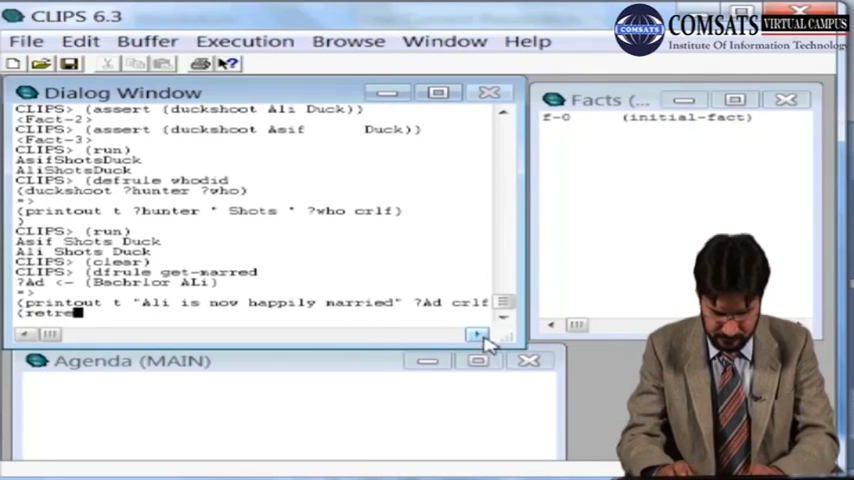 CLIPS 6.3
COMSATS VIRTUAL CAMPUS
Institute Of Information Technology
File Edit Buffer Execution Browse Window Help
Dialog Window
CLIPS> (assert (duckshoot Ali Duck))
<Fact-2>
CLIPS> (assert (duckshoot Asif Duck))
<Fact-3>
CLIPS> (run)
AsifShotsDuck
AliShotsDuck
CLIPS> (defrule whodid
(duckshoot ?hunter ?who)
=>
(printout t ?hunter " Shots " ?who crlf)
)
CLIPS> (run)
Asif Shots Duck
Ali Shots Duck
CLIPS> (clear)
CLIPS> (dfrule get-marred
?Ad <- (Bachrlor ALi)
=>
(printout t "Ali is now happily married" ?Ad crlf
(retre
Facts (...
f-0 (initial-fact)
Agenda (MAIN)